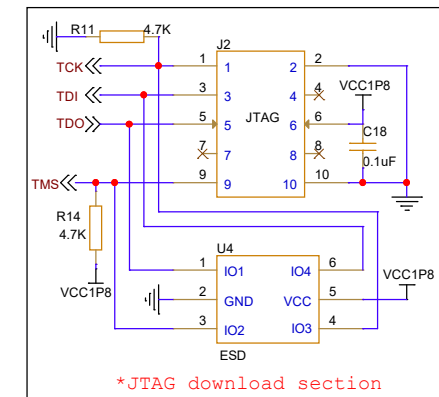 R11 4.7K
J2
TCK 1 1 2 2
VCC1P8
TDI 3 3 4 4
TDO 5 5 JTAG 6 6
C18
7 7 8 8
0.1uF
TMS 9 9 10 10
R14
4.7K
U4
1 IO1 IO4 6
VCC1P8
2 GND VCC 5
VCC1P8
3 IO2 IO3 4
ESD
*JTAG download section